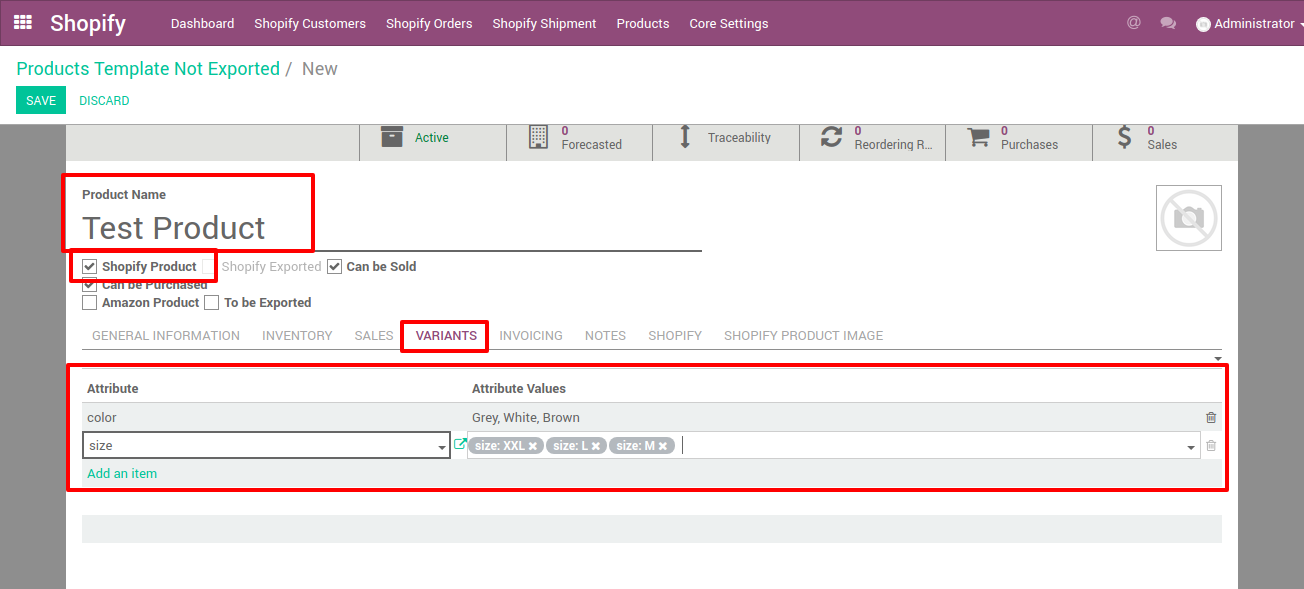 Shopify Dashboard Shopify Customers Shopify Orders Shopify Shipment Products Core Settings @ Administrator
Products Template Not Exported / New
SAVE DISCARD
Active 0 Forecasted Traceability 0 Reordering R... 0 Purchases 0 Sales
Product Name
Test Product
Shopify Product Shopify Exported Can be Sold
Can be Purchased
Amazon Product To be Exported
GENERAL INFORMATION INVENTORY SALES VARIANTS INVOICING NOTES SHOPIFY SHOPIFY PRODUCT IMAGE
Attribute Attribute Values
color Grey, White, Brown
size size: XXL × size: L × size: M ×
Add an item